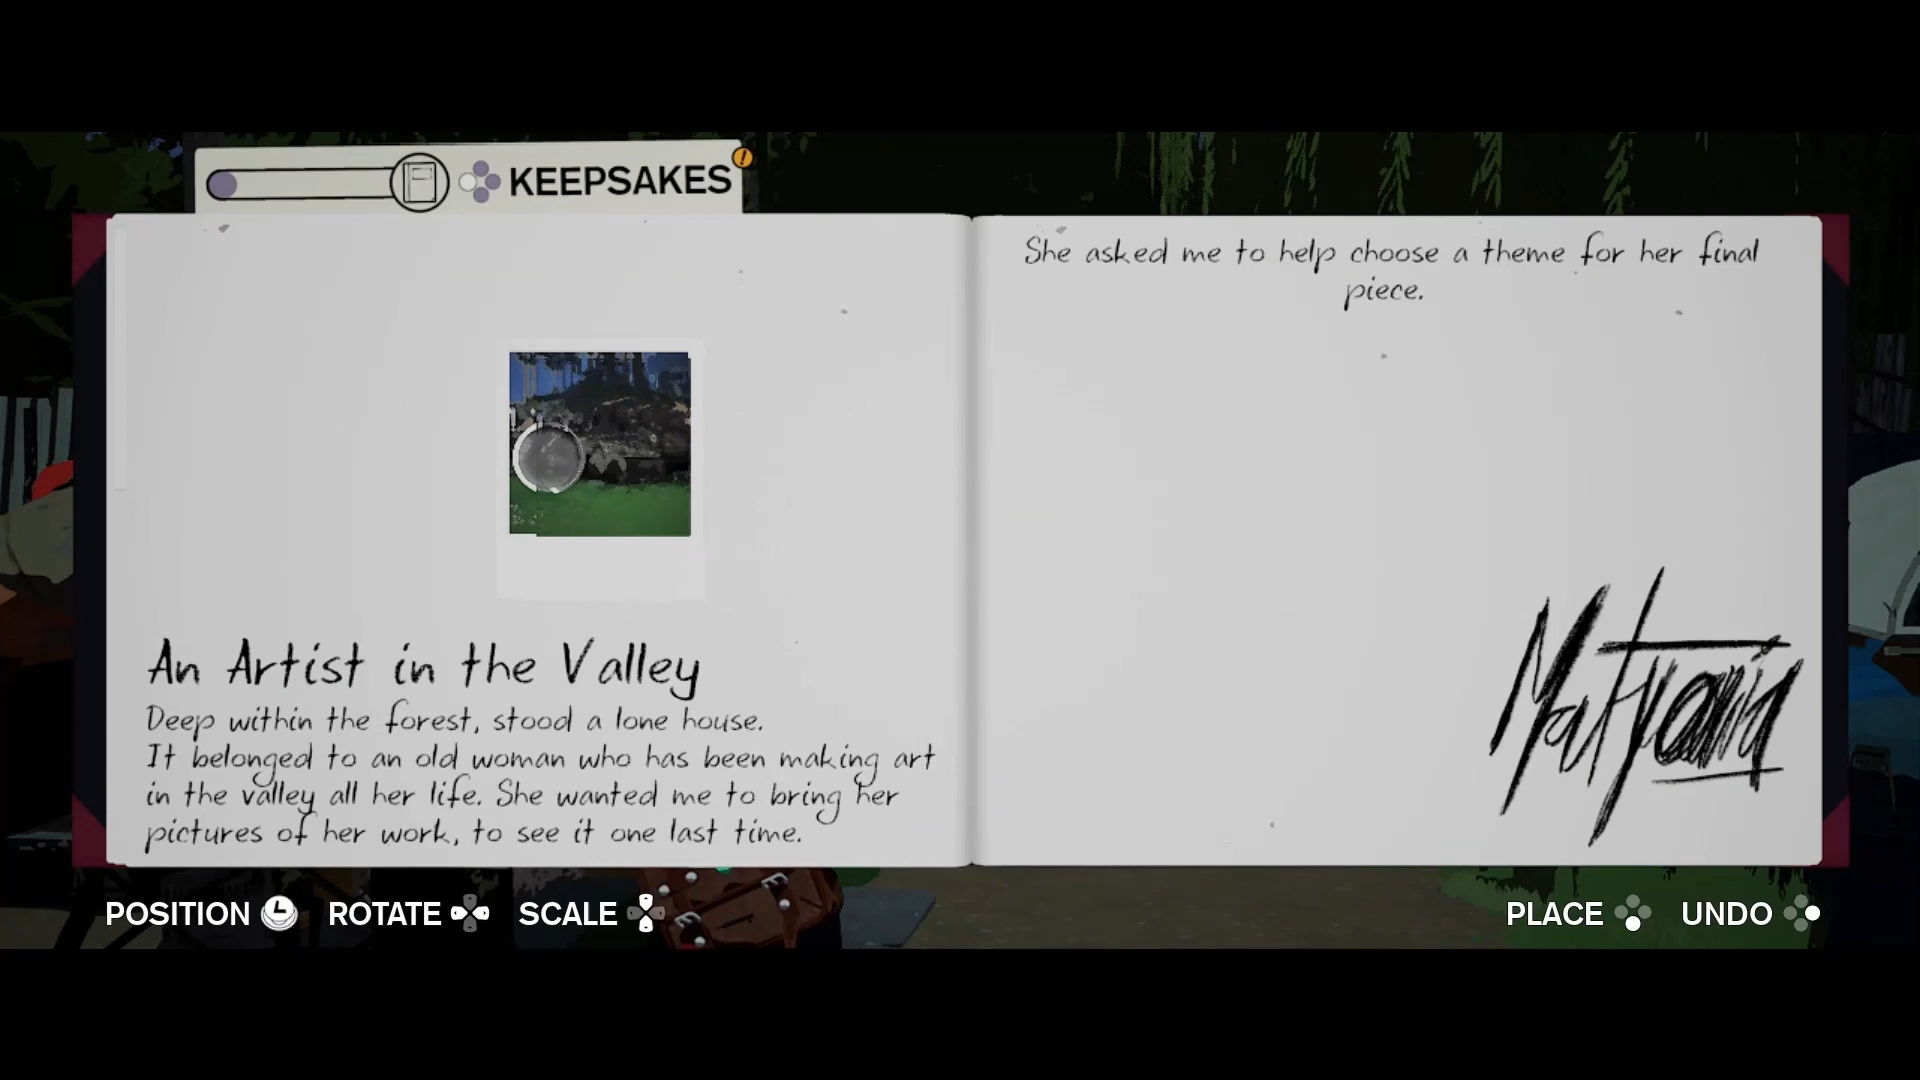 KEEPSAKES
An Artist in the Valley
Deep within the forest, stood a lone house.
It belonged to an old woman who has been making art
in the valley all her life. She wanted me to bring her
pictures of her work, to see it one last time.
She asked me to help choose a theme for her final
piece.
POSITION L ROTATE SCALE
PLACE UNDO